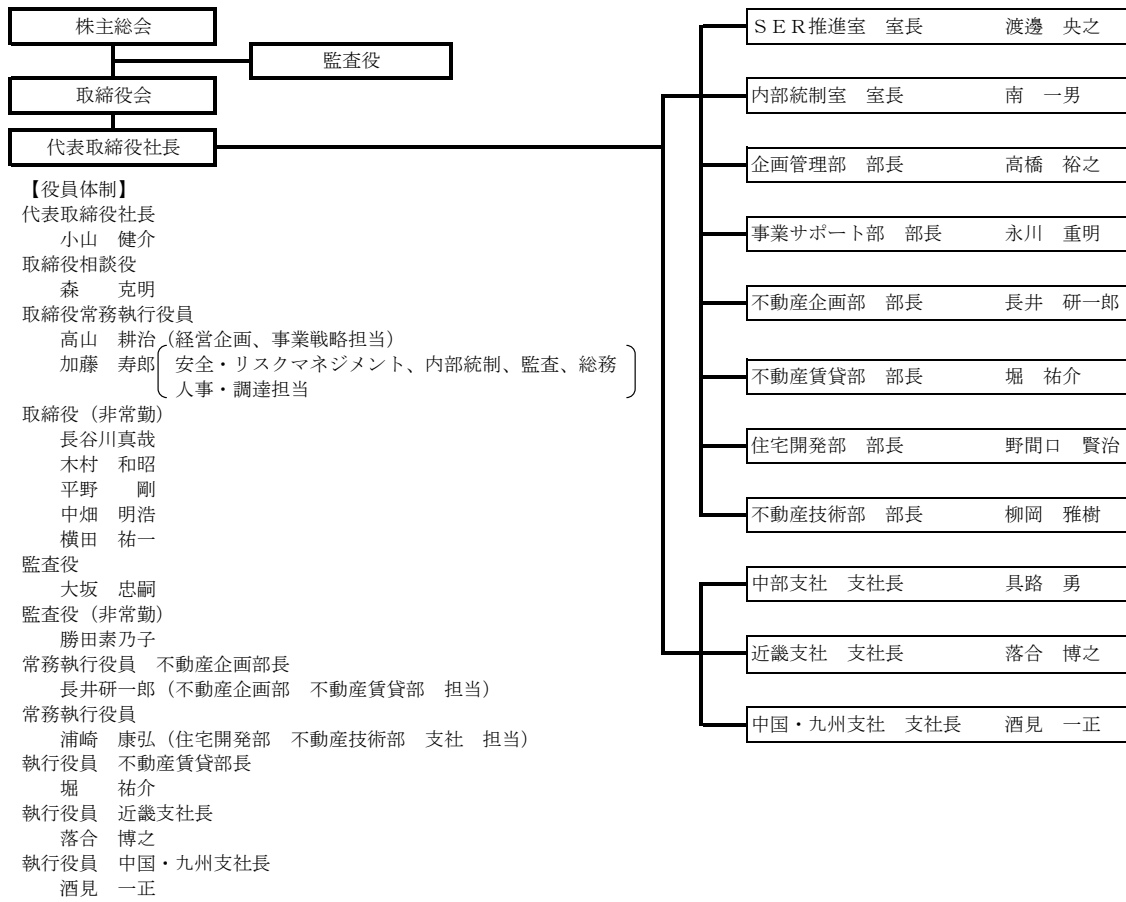 株主総会
監査役
取締役会
代表取締役社長
【役員体制】
代表取締役社長
小山 健介
取締役相談役
森 克明
取締役常務執行役員
高山 耕治(経営企画、事業戦略担当)
加藤 寿郎 安全・リスクマネジメント、内部統制、監査、総務
人事・調達担当
取締役(非常勤)
長谷川真哉
木村 和昭
平野 剛
中畑 明浩
横田 祐一
監査役
大坂 忠嗣
監査役(非常勤)
勝田素乃子
常務執行役員 不動産企画部長
長井研一郎(不動産企画部 不動産賃貸部 担当)
常務執行役員
浦崎 康弘(住宅開発部 不動産技術部 支社 担当)
執行役員 不動産賃貸部長
堀 祐介
執行役員 近畿支社長
落合 博之
執行役員 中国・九州支社長
酒見 一正
SER推進室 室長 渡邊 央之
内部統制室 室長 南 一男
企画管理部 部長 高橋 裕之
事業サポート部 部長 永川 重明
不動産企画部 部長 長井 研一郎
不動産賃貸部 部長 堀 祐介
住宅開発部 部長 野間口 賢治
不動産技術部 部長 柳岡 雅樹
中部支社 支社長 具路 勇
近畿支社 支社長 落合 博之
中国・九州支社 支社長 酒見 一正